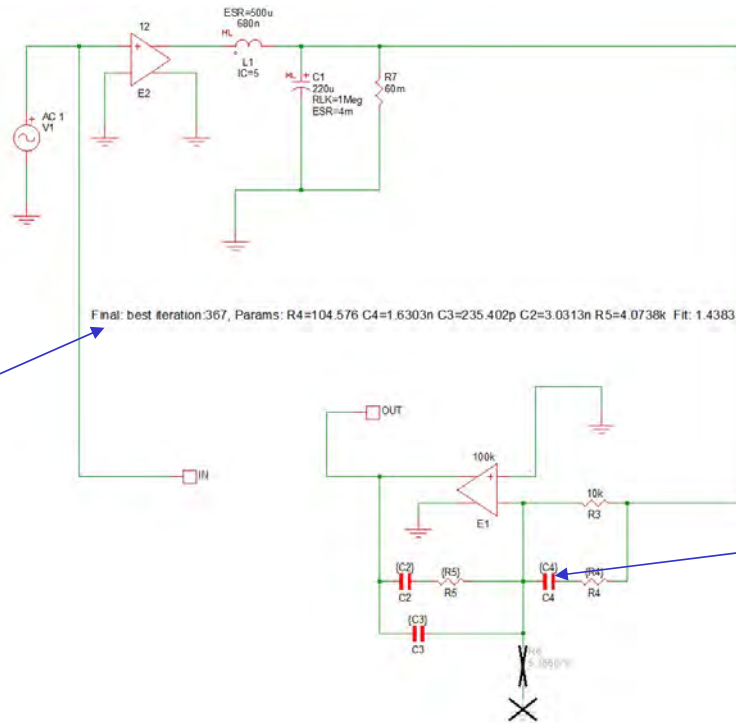 ESR=500u
680n
12
L1
IC=5
E2
C1
220u
RLK=1Meg
ESR=4m
R7
60m
AC 1
V1
Final: best iteration:367, Params: R4=104.576 C4=1.6303n C3=235.402p C2=3.0313n R5=4.0738k Fit: 1.4383
OUT
IN
100k
E1
10k
R3
{C2}
C2
{R5}
R5
{C4}
C4
{R4}
R4
{C3}
C3